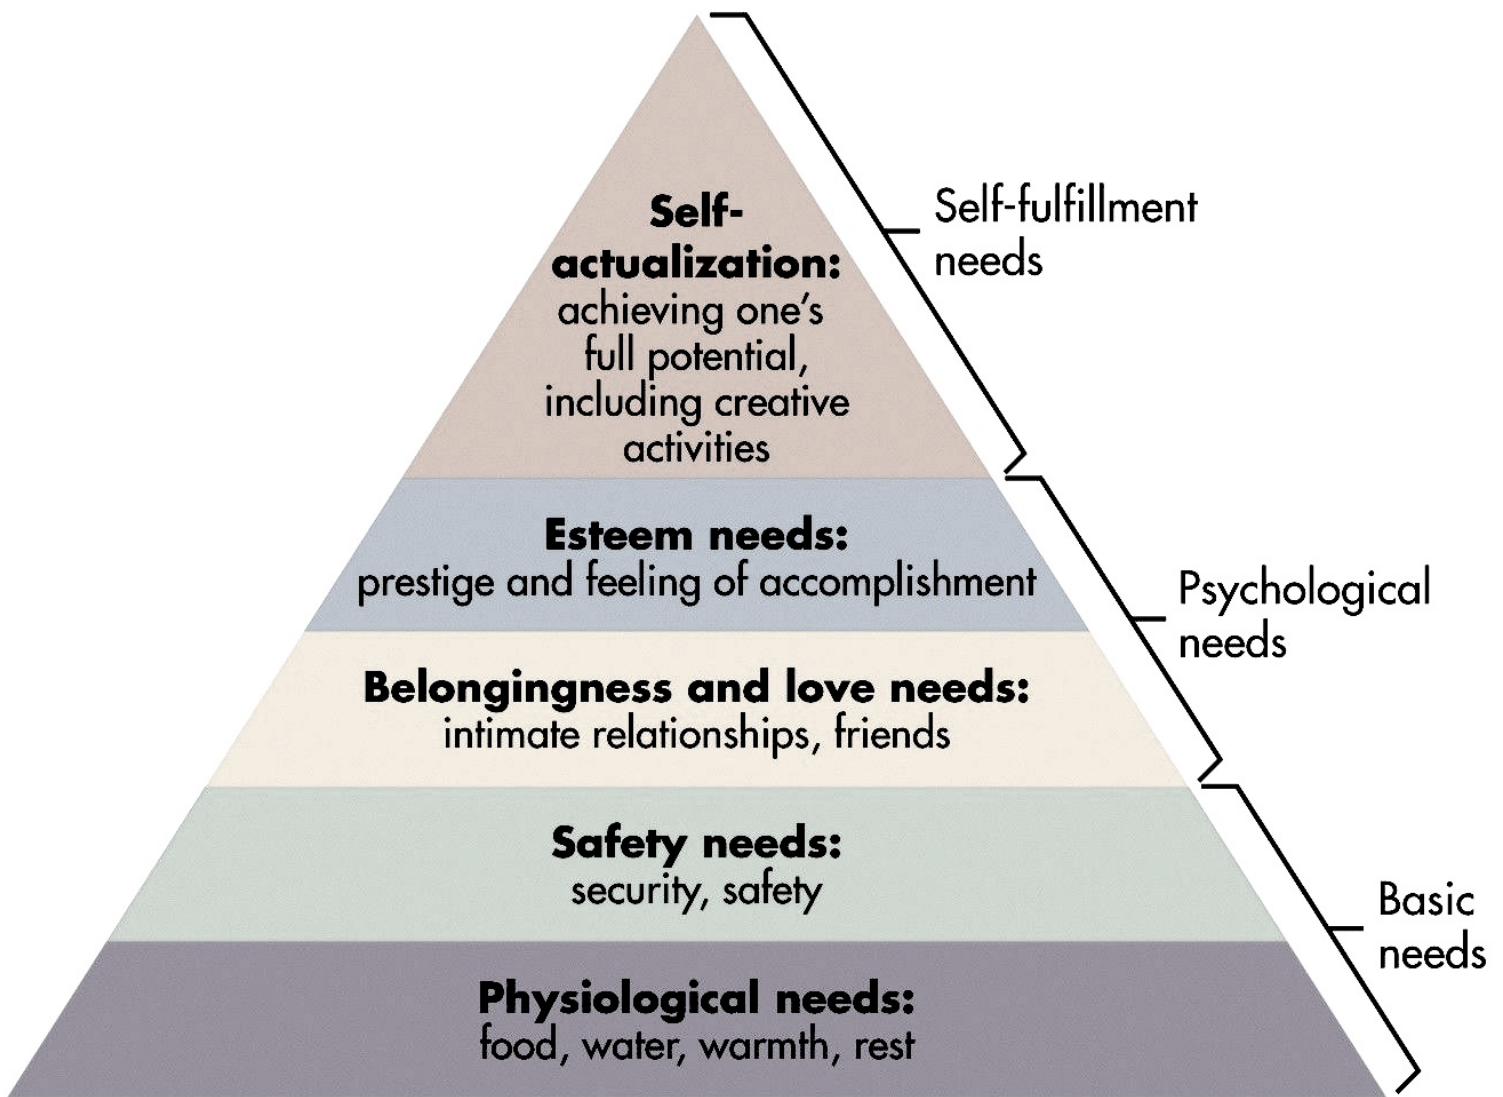 Self-
actualization:
achieving one's
full potential,
including creative
activities
Self-fulfillment
needs
Esteem needs:
prestige and feeling of accomplishment
Psychological
needs
Belongingness and love needs:
intimate relationships, friends
Safety needs:
security, safety
Basic
needs
Physiological needs:
food, water, warmth, rest